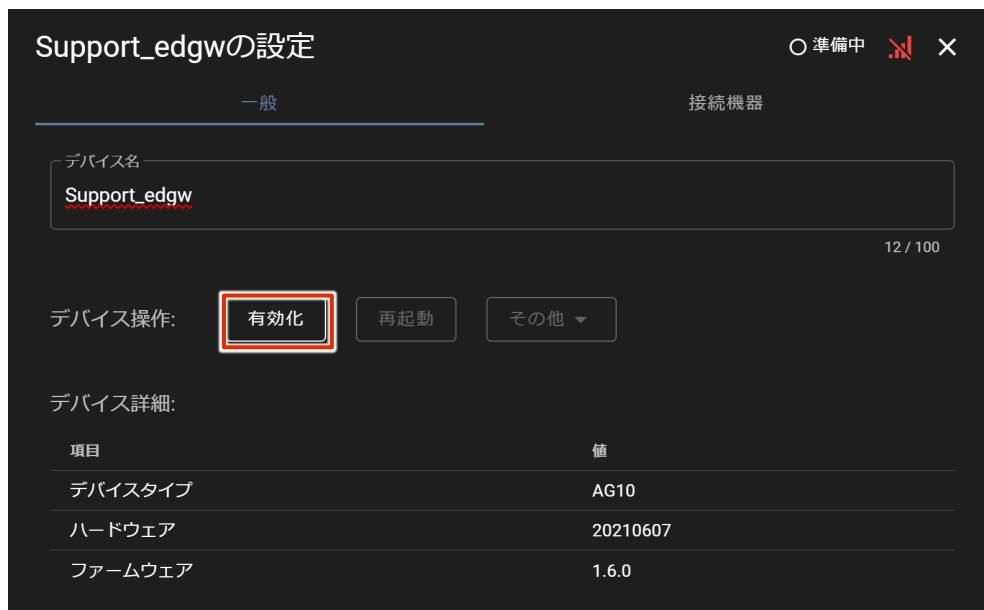 Support_edgwの設定
準備中
一般 接続機器
デバイス名
Support_edgw
12 / 100
デバイス操作: 有効化 再起動 その他
デバイス詳細:
項目 値
デバイスタイプ AG10
ハードウェア 20210607
ファームウェア 1.6.0